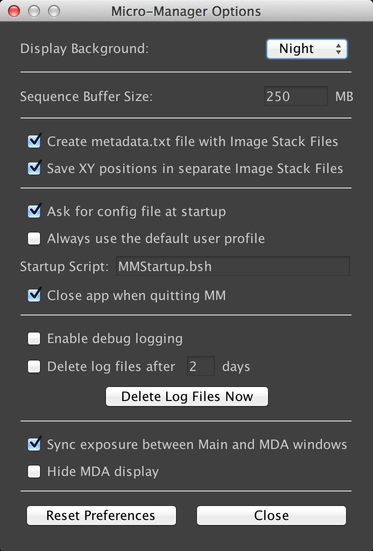 Micro-Manager Options
Display Background: Night
Sequence Buffer Size: 250 MB
Create metadata.txt file with Image Stack Files
Save XY positions in separate Image Stack Files
Ask for config file at startup
Always use the default user profile
Startup Script: MMStartup.bsh
Close app when quitting MM
Enable debug logging
Delete log files after 2 days
Delete Log Files Now
Sync exposure between Main and MDA windows
Hide MDA display
Reset Preferences Close